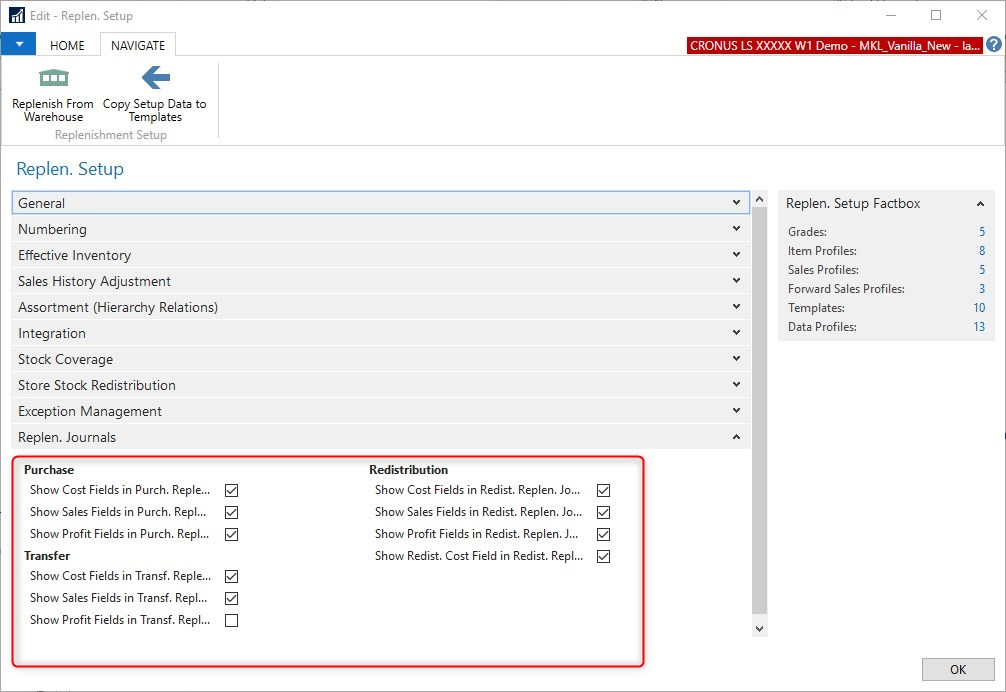 Edit - Replen. Setup
HOME
NAVIGATE
CRONUS LS XXXXX W1 Demo - MKL_Vanilla_New - la...
?
Replenish From
Warehouse
Copy Setup Data to
Templates
Replenishment Setup
Replen. Setup
General
Numbering
Effective Inventory
Sales History Adjustment
Assortment (Hierarchy Relations)
Integration
Stock Coverage
Store Stock Redistribution
Exception Management
Replen. Journals
Purchase
Show Cost Fields in Purch. Reple...
Show Sales Fields in Purch. Repl...
Show Profit Fields in Purch. Repl...
Transfer
Show Cost Fields in Transf. Reple...
Show Sales Fields in Transf. Repl...
Show Profit Fields in Transf. Repl...
Redistribution
Show Cost Fields in Redist. Replen. Jo...
Show Sales Fields in Redist. Replen. Jo...
Show Profit Fields in Redist. Replen. J...
Show Redist. Cost Field in Redist. Repl...
Replen. Setup Factbox
Grades: 5
Item Profiles: 8
Sales Profiles: 5
Forward Sales Profiles: 3
Templates: 10
Data Profiles: 13
OK